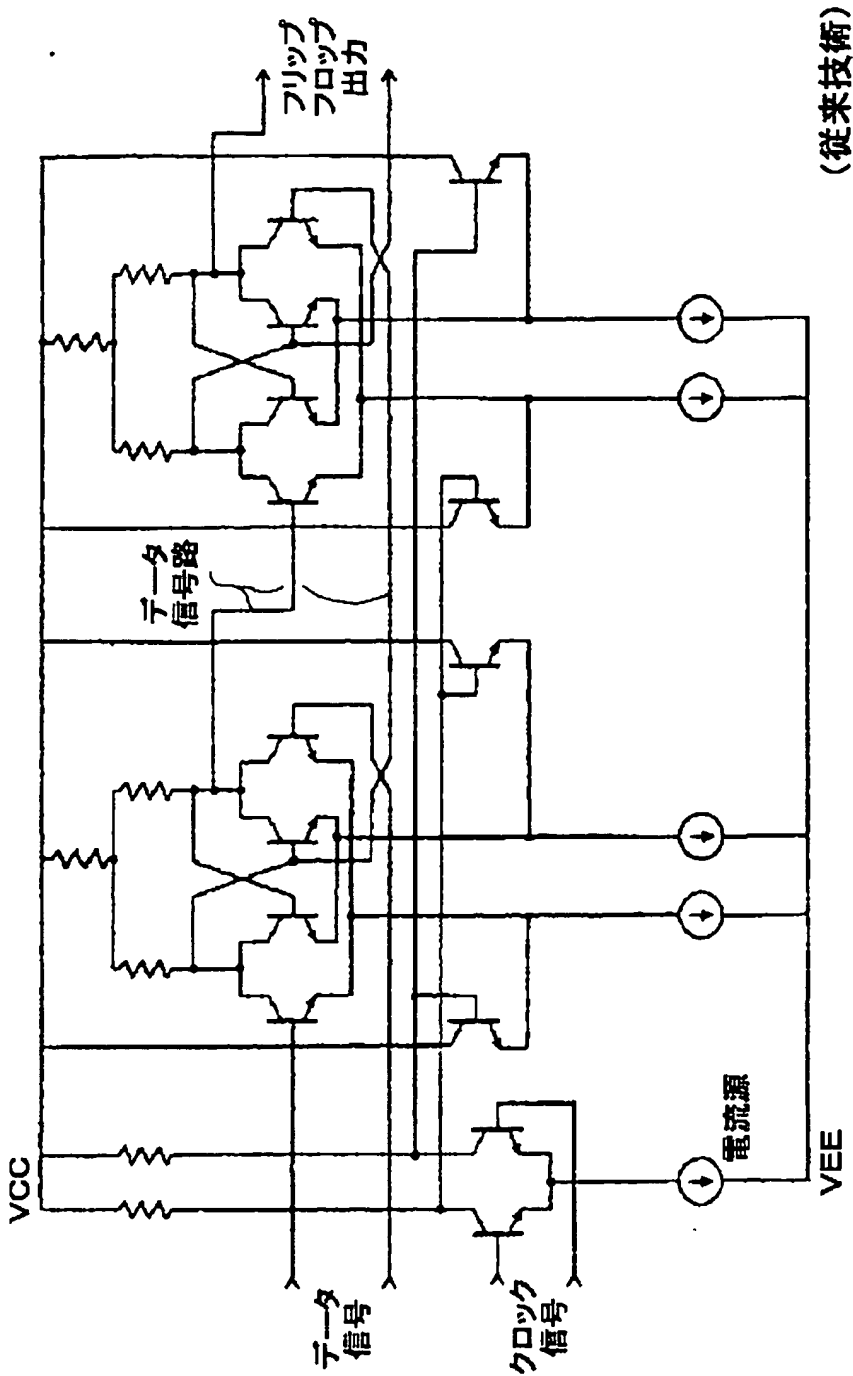 VCC
データ
信号路
フリップ
フロップ
出力
データ
信号
クロック
信号
電流源
VEE
(従来技術)